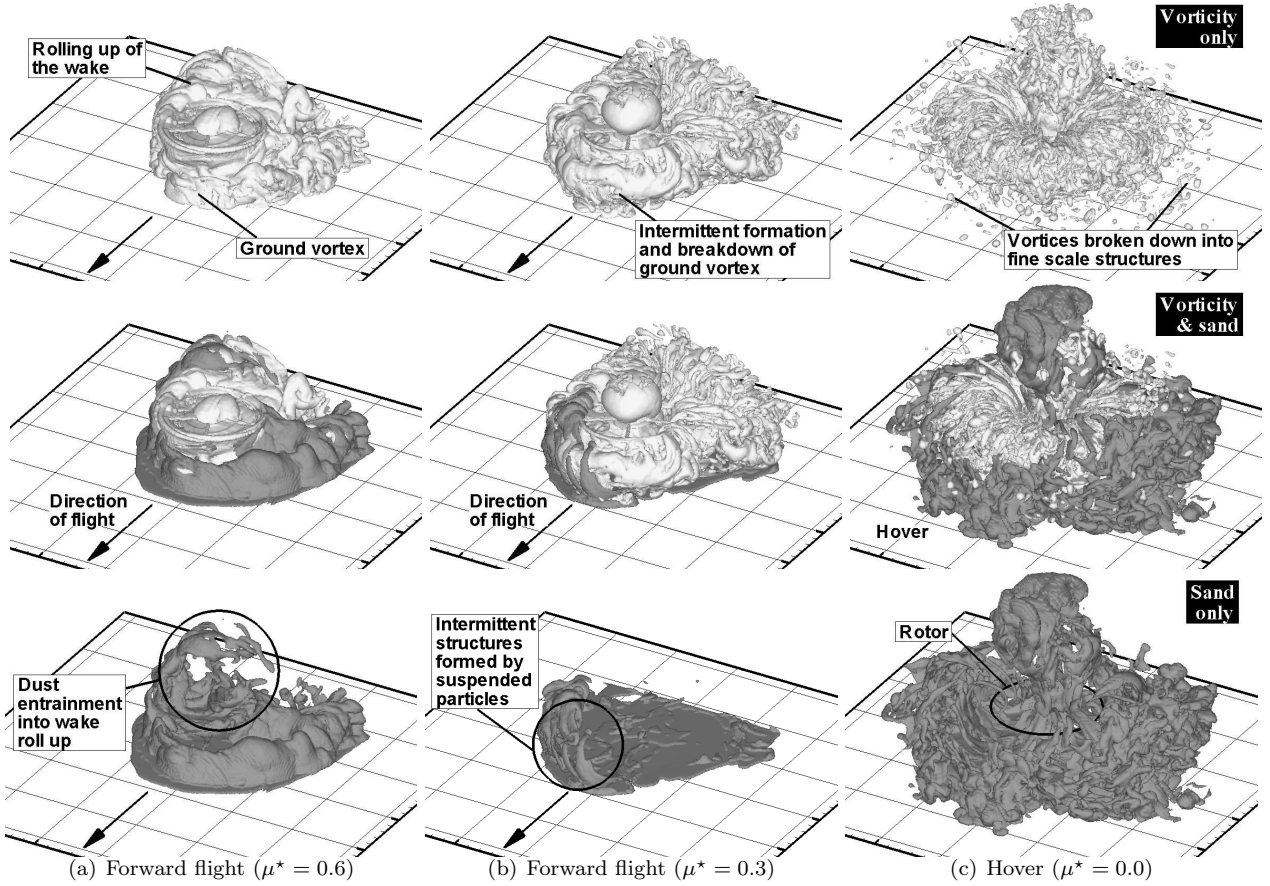 Rolling up of
the wake
Ground vortex
Intermittent formation
and breakdown of
ground vortex
Vorticity
only
Vortices broken down into
fine scale structures
Direction
of flight
Direction
of flight
Vorticity
& sand
Hover
Dust
entrainment
into wake
roll up
Intermittent
structures
formed by
suspended
particles
Sand
only
Rotor
(a) Forward flight (μ⋆ = 0.6)
(b) Forward flight (μ⋆ = 0.3)
(c) Hover (μ⋆ = 0.0)